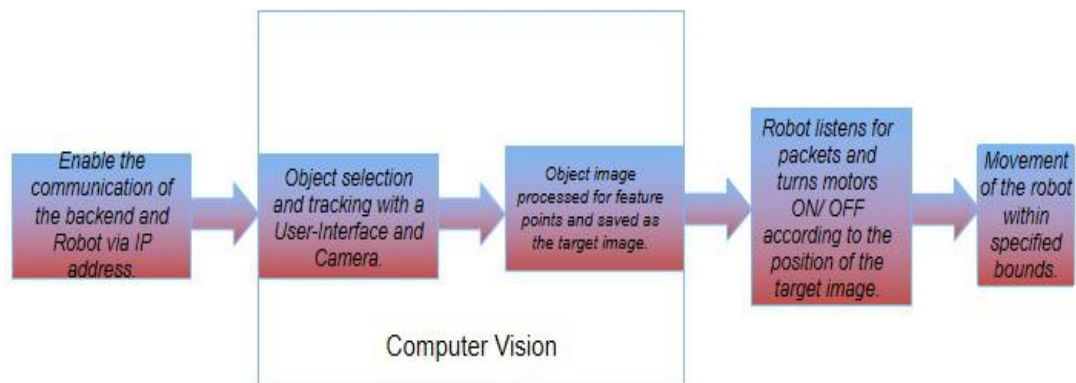 Enable the
communication of
the backend and
Robot via IP
address.
Object selection
and tracking with a
User-Interface and
Camera.
Object image
processed for feature
points and saved as
the target image.
Robot listens for
packets and
turns motors
ON/ OFF
according to the
position of the
target image.
Movement
of the robot
within
specified
bounds.
Computer Vision